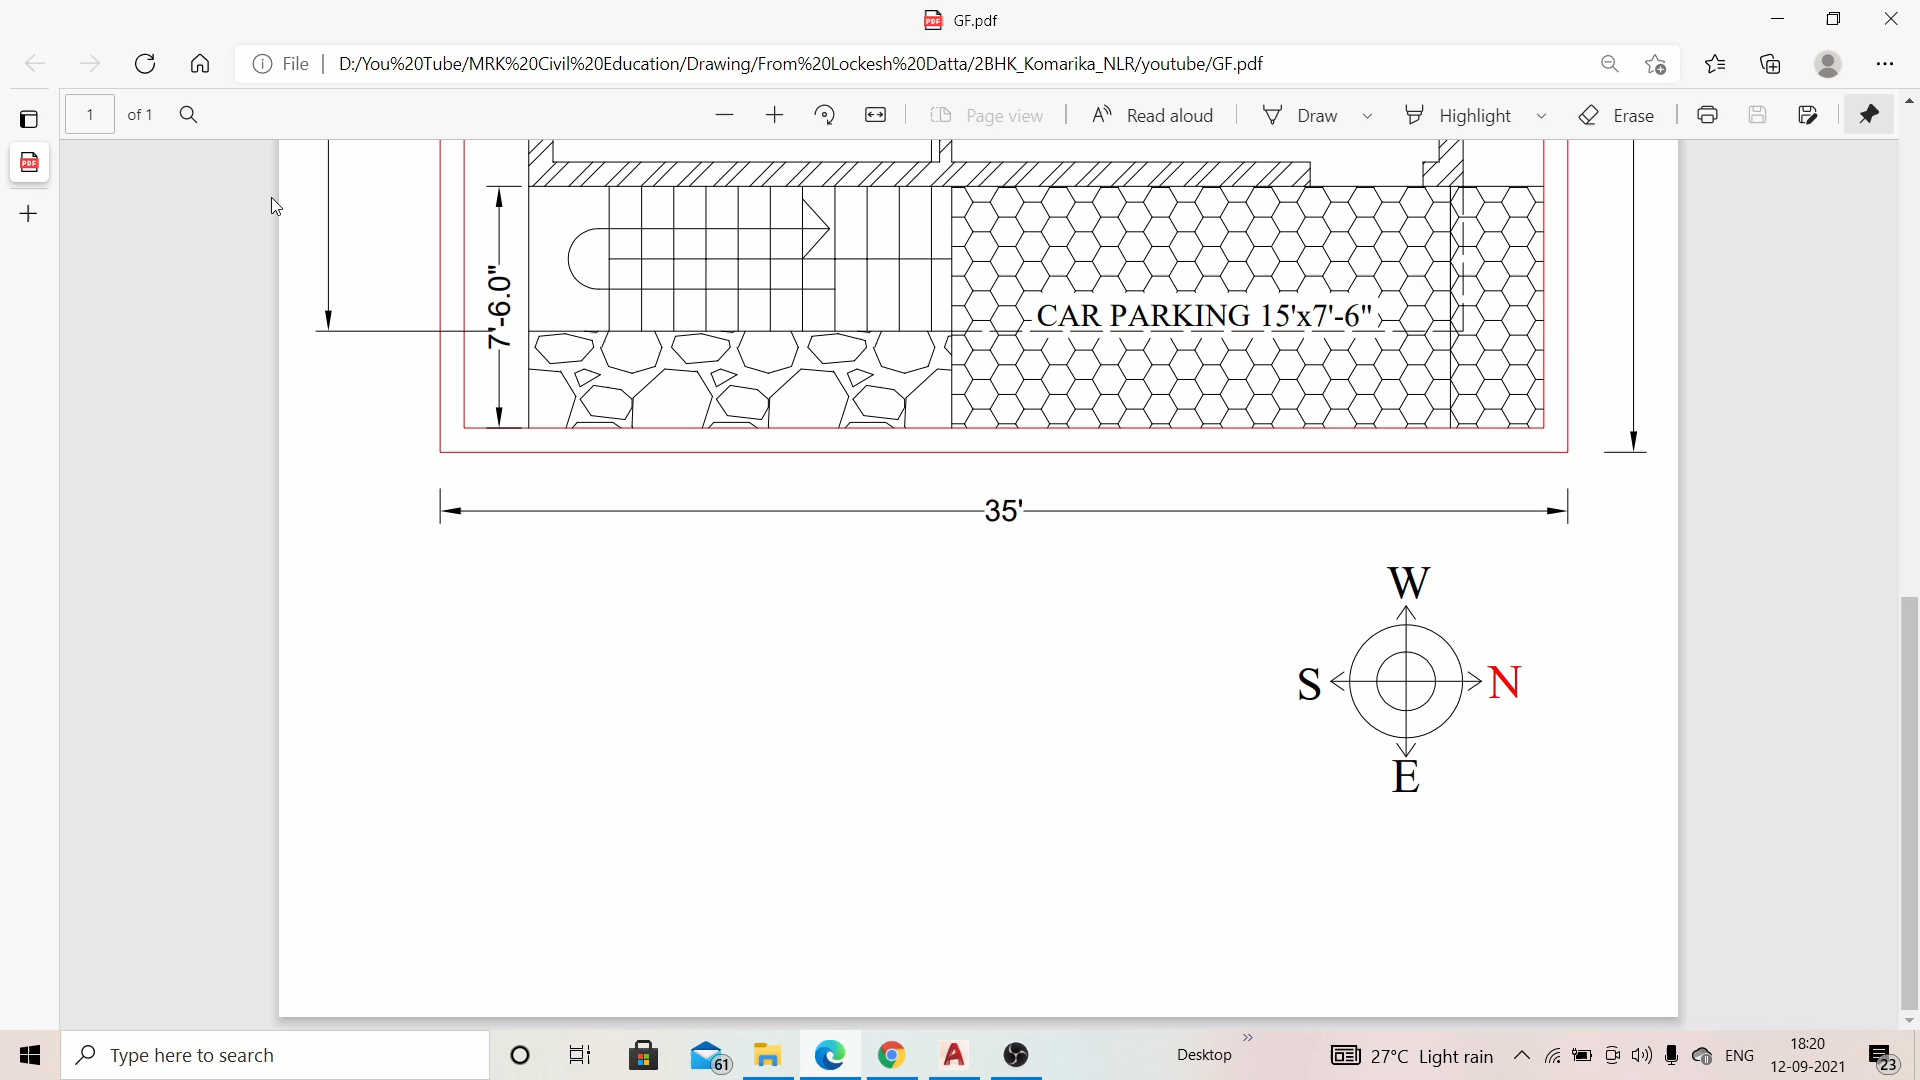 GF.pdf
File
D:/You%20Tube/MRK%20Civil%20Education/Drawing/From%20Lockesh%20Datta/2BHK_Komarika_NLR/youtube/GF.pdf
1 of 1
Page view
Read aloud
Draw
Highlight
Erase
PDF
7'-6.0"
CAR PARKING 15'x7'-6"
35'
W
S
N
E
Type here to search
61
Desktop
27°C Light rain
ENG
18:20
12-09-2021
23